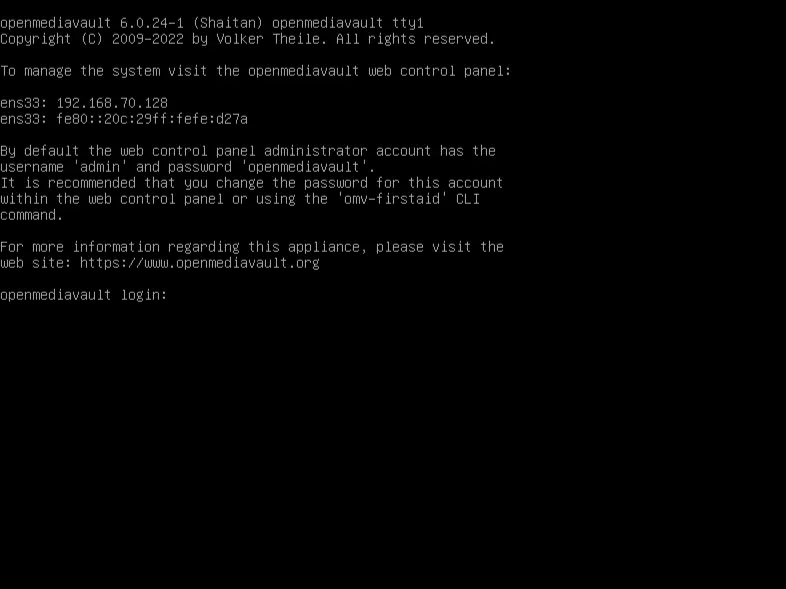 openmediavault 6.0.24-1 (Shaitan) openmediavault tty1
Copyright (C) 2009-2022 by Volker Theile. All rights reserved.
To manage the system visit the openmediavault web control panel:
ens33: 192.168.70.128
ens33: fe80::20c:29ff:fefe:d27a
By default the web control panel administrator account has the
username 'admin' and password 'openmediavault'.
It is recommended that you change the password for this account
within the web control panel or using the 'omv-firstaid' CLI
command.
For more information regarding this appliance, please visit the
web site: https://www.openmediavault.org
openmediavault login: